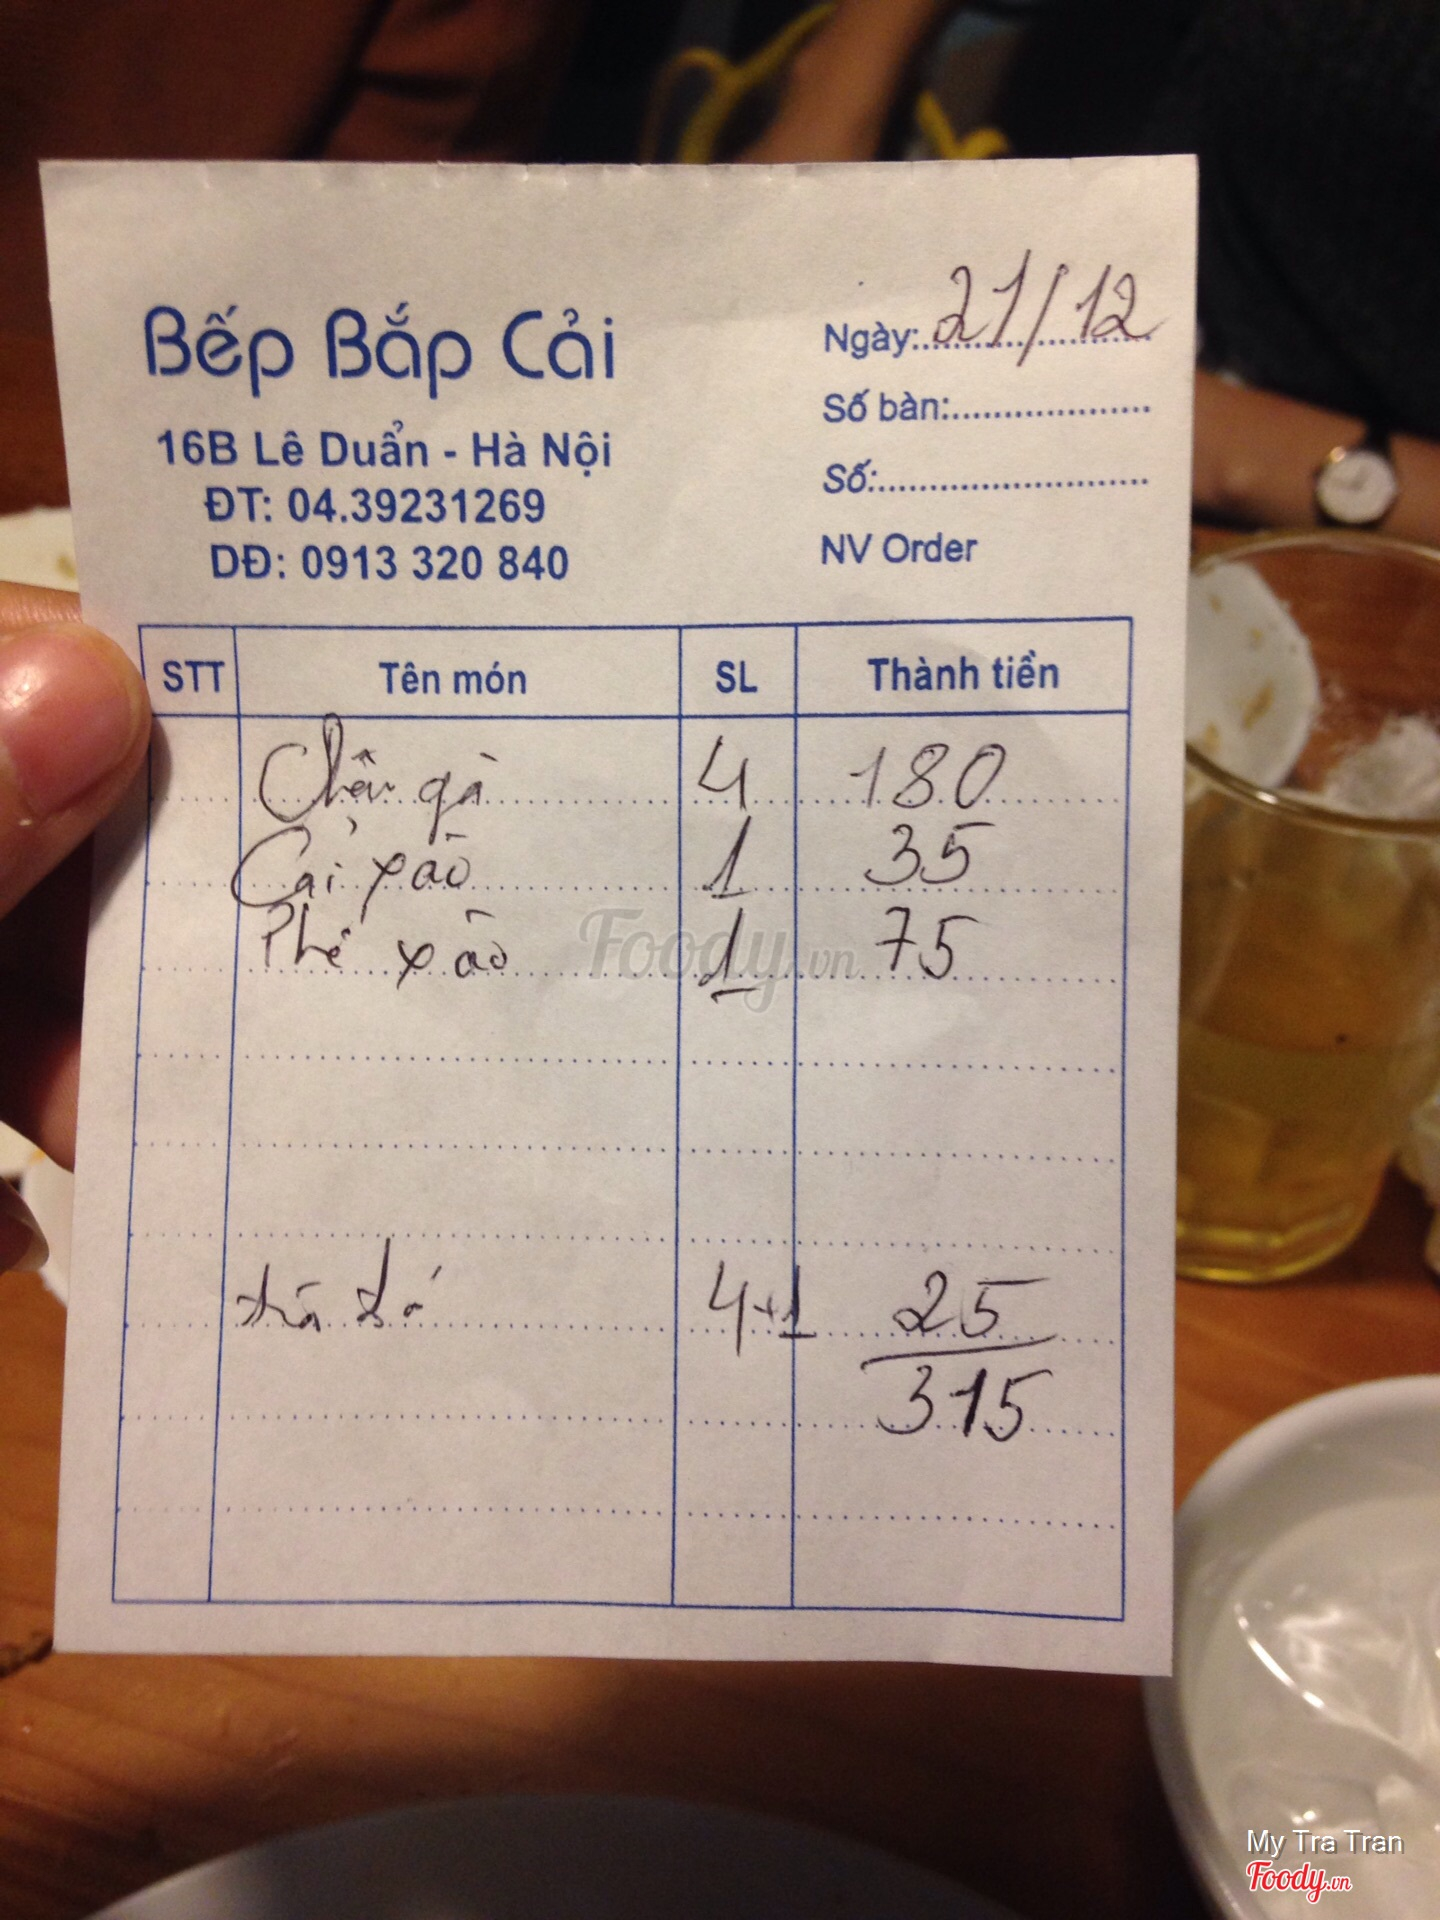 Bếp Bắp Cải
16B Lê Duẩn - Hà Nội
ĐT: 04.39231269
DĐ: 0913 320 840
Ngày: 21/12
Số bàn:
Số:
NV Order
STT Tên món SL Thành tiền
Chân gà 4 180
Cải xào 1 35
Phở xào 1 75
trà đá 4+1 25
315
Foody.vn
My Tra Tran
Foody.vn